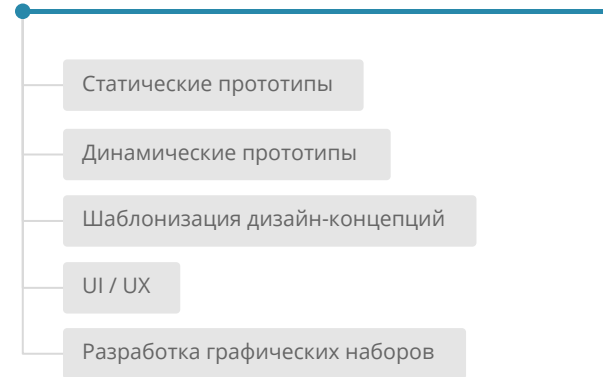 Статические прототипы
Динамические прототипы
Шаблонизация дизайн-концепций
UI / UX
Разработка графических наборов